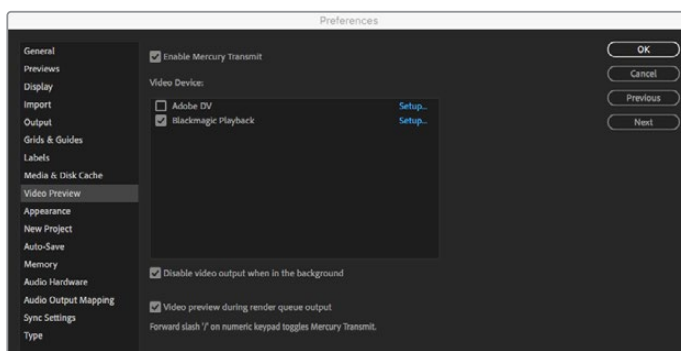 Preferences
General
Previews
Display
Import
Output
Grids & Guides
Labels
Media & Disk Cache
Video Preview
Appearance
New Project
Auto-Save
Memory
Audio Hardware
Audio Output Mapping
Sync Settings
Type
Enable Mercury Transmit
Video Device:
Adobe DV Setup...
Blackmagic Playback Setup...
Disable video output when in the background
Video preview during render queue output
Forward slash '/' on numeric keypad toggles Mercury Transmit.
OK
Cancel
Previous
Next